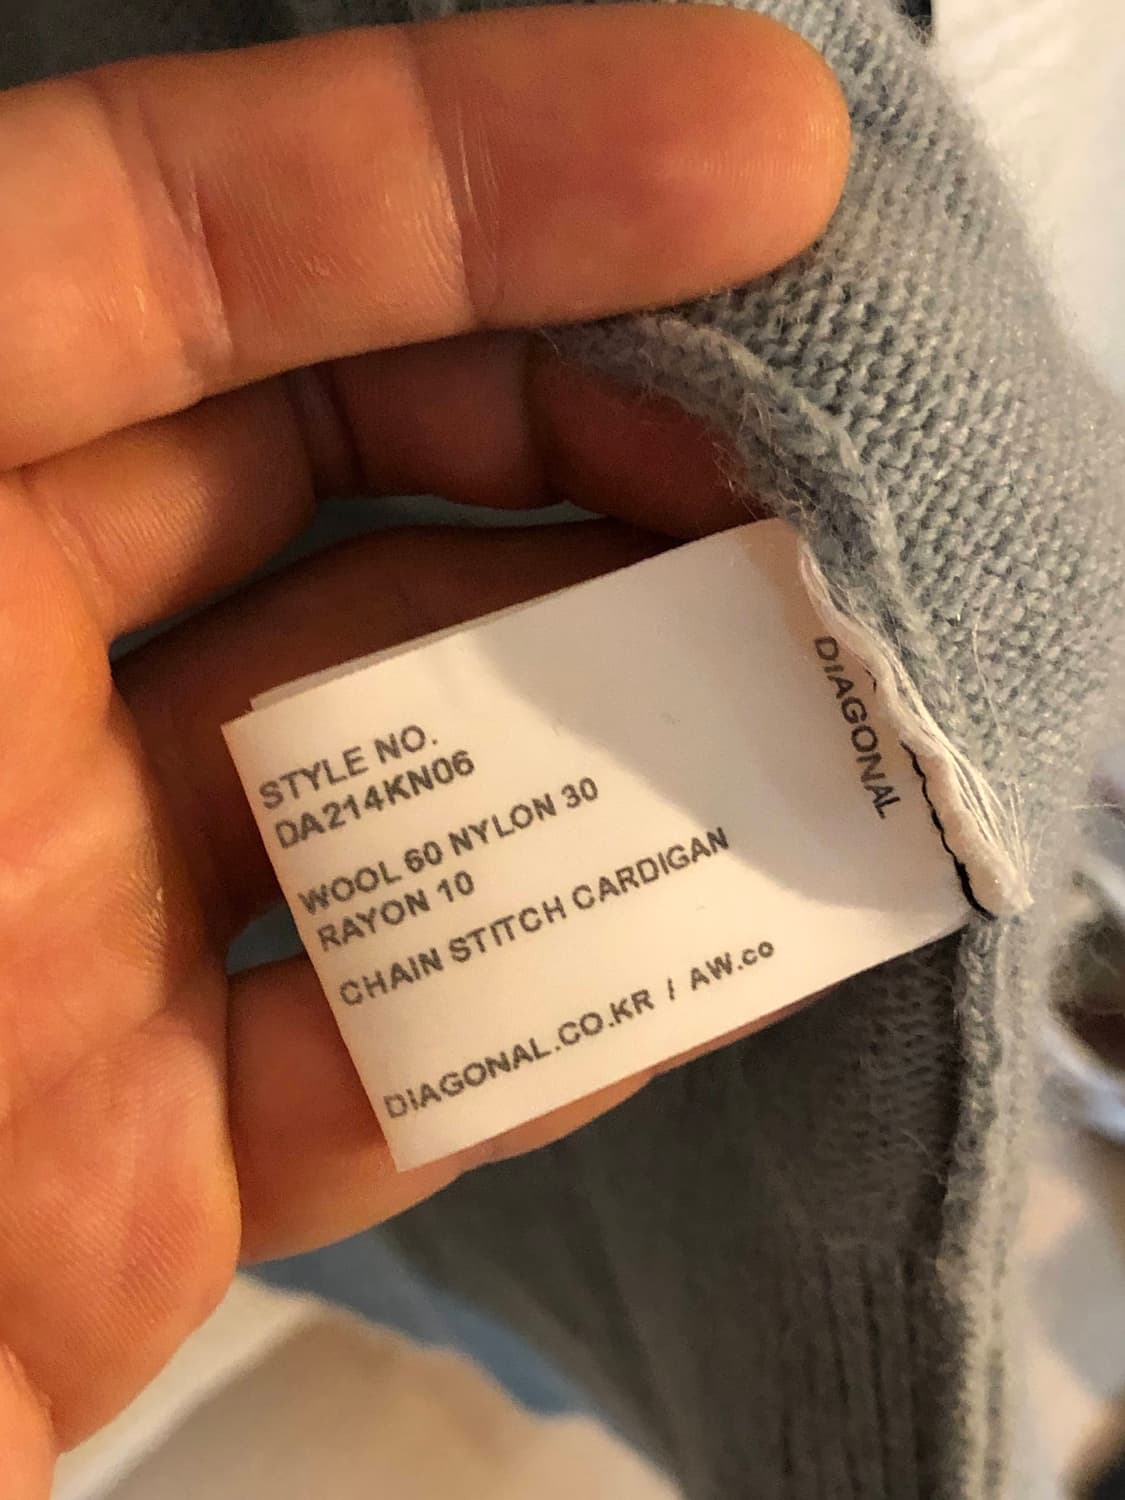 STYLE NO.
DA214KN06
WOOL 60 NYLON 30
RAYON 10
CHAIN STITCH CARDIGAN
DIAGONAL.CO.KR / AW.co
DIAGONAL